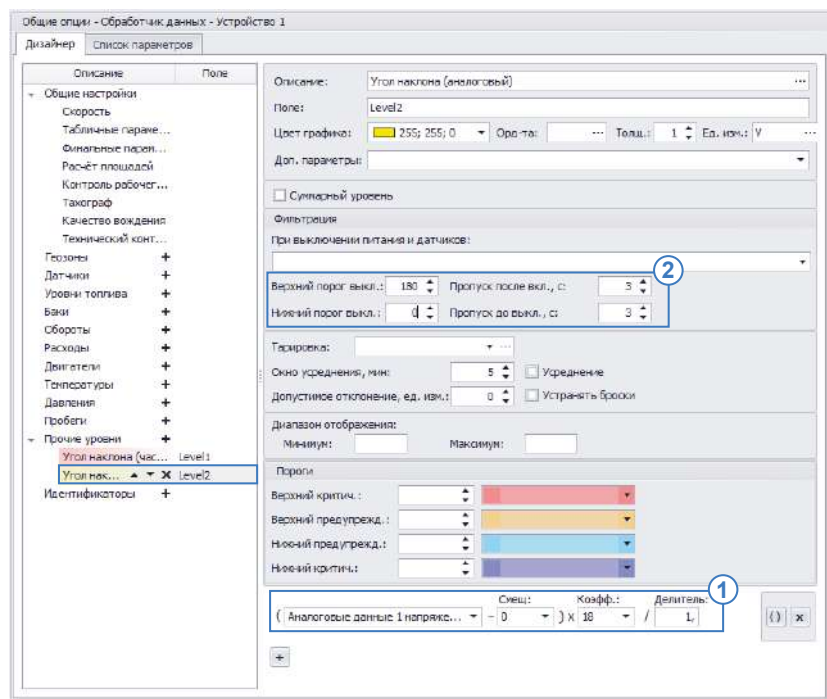 Общие опции - Обработчик данных - Устройство 1
Дизайнер Список параметров
Описание Поле
Общие настройки
Скорость
Табличные параме...
Финальные парам...
Расчёт площадей
Контроль рабочег...
Тахограф
Качество вождения
Технический конт...
Геозоны +
Датчики +
Уровни топлива +
Баки +
Обороты +
Расходы +
Двигатели +
Температуры +
Давления +
Пробеги +
Прочие уровни +
Угол наклона (час... Level1
Угол нак... Level2
Идентификаторы +
Описание: Угол наклона (аналоговый) ...
Поле: Level2
Цвет графика: 255; 255; 0 Орд-та: ... Толщ.: 1 Ед. изм.: V ...
Доп. параметры:
Суммарный уровень
Фильтрация
При выключении питания и датчиков:
2
Верхний порог выкл.: 180 Пропуск после вкл., с: 3
Нижний порог выкл.: 0 Пропуск до выкл., с: 3
Тарировка: ...
Окно усреднения, мин: 5 Усреднение
Допустимое отклонение, ед. изм.: 0 Устранять броски
Диапазон отображения:
Минимум: Максимум:
Пороги
Верхний критич.:
Верхний предупрежд.:
Нижний предупрежд.:
Нижний критич.:
1
Смещ: Коэфф.: Делитель:
( Аналоговые данные 1 напряже... - 0 ) x 18 / 1, () x
+